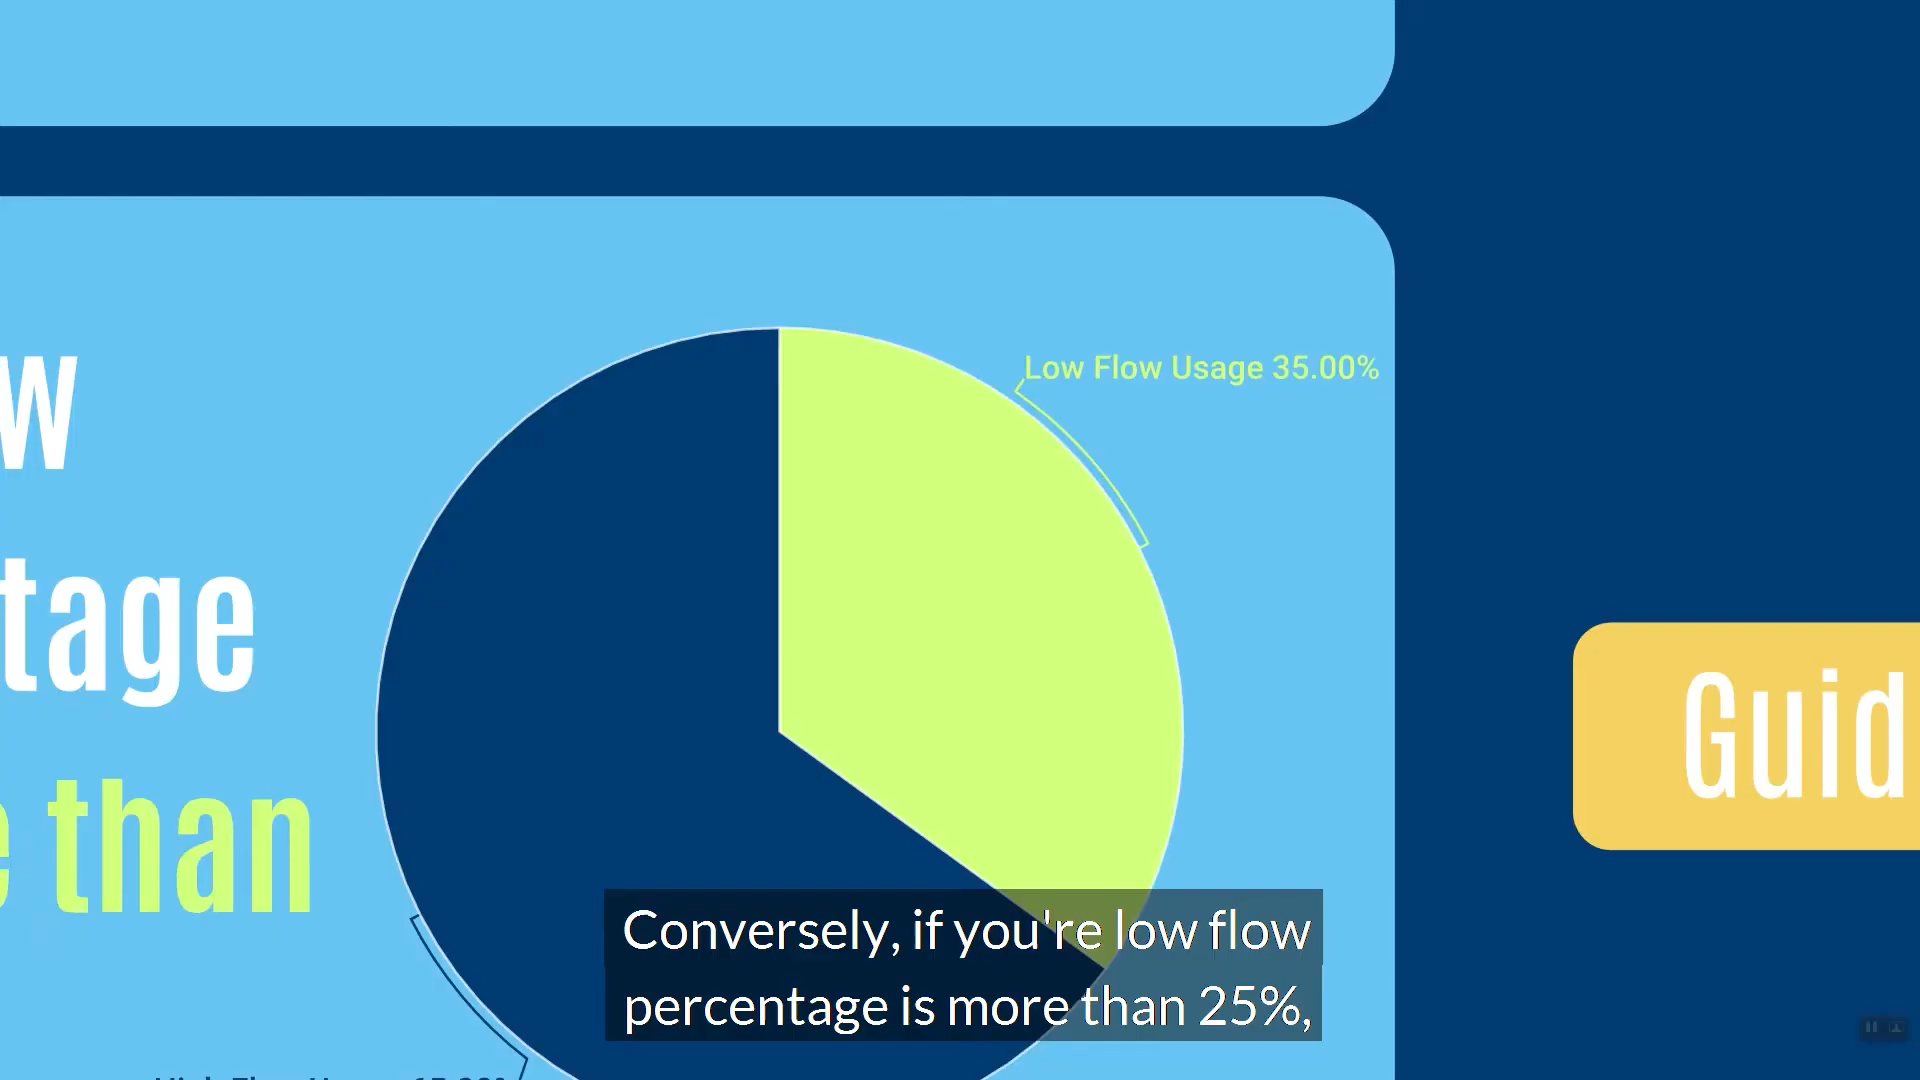 Low Flow Usage 35.00%
tage
than
Guid
Conversely, if you're low flow
percentage is more than 25%,